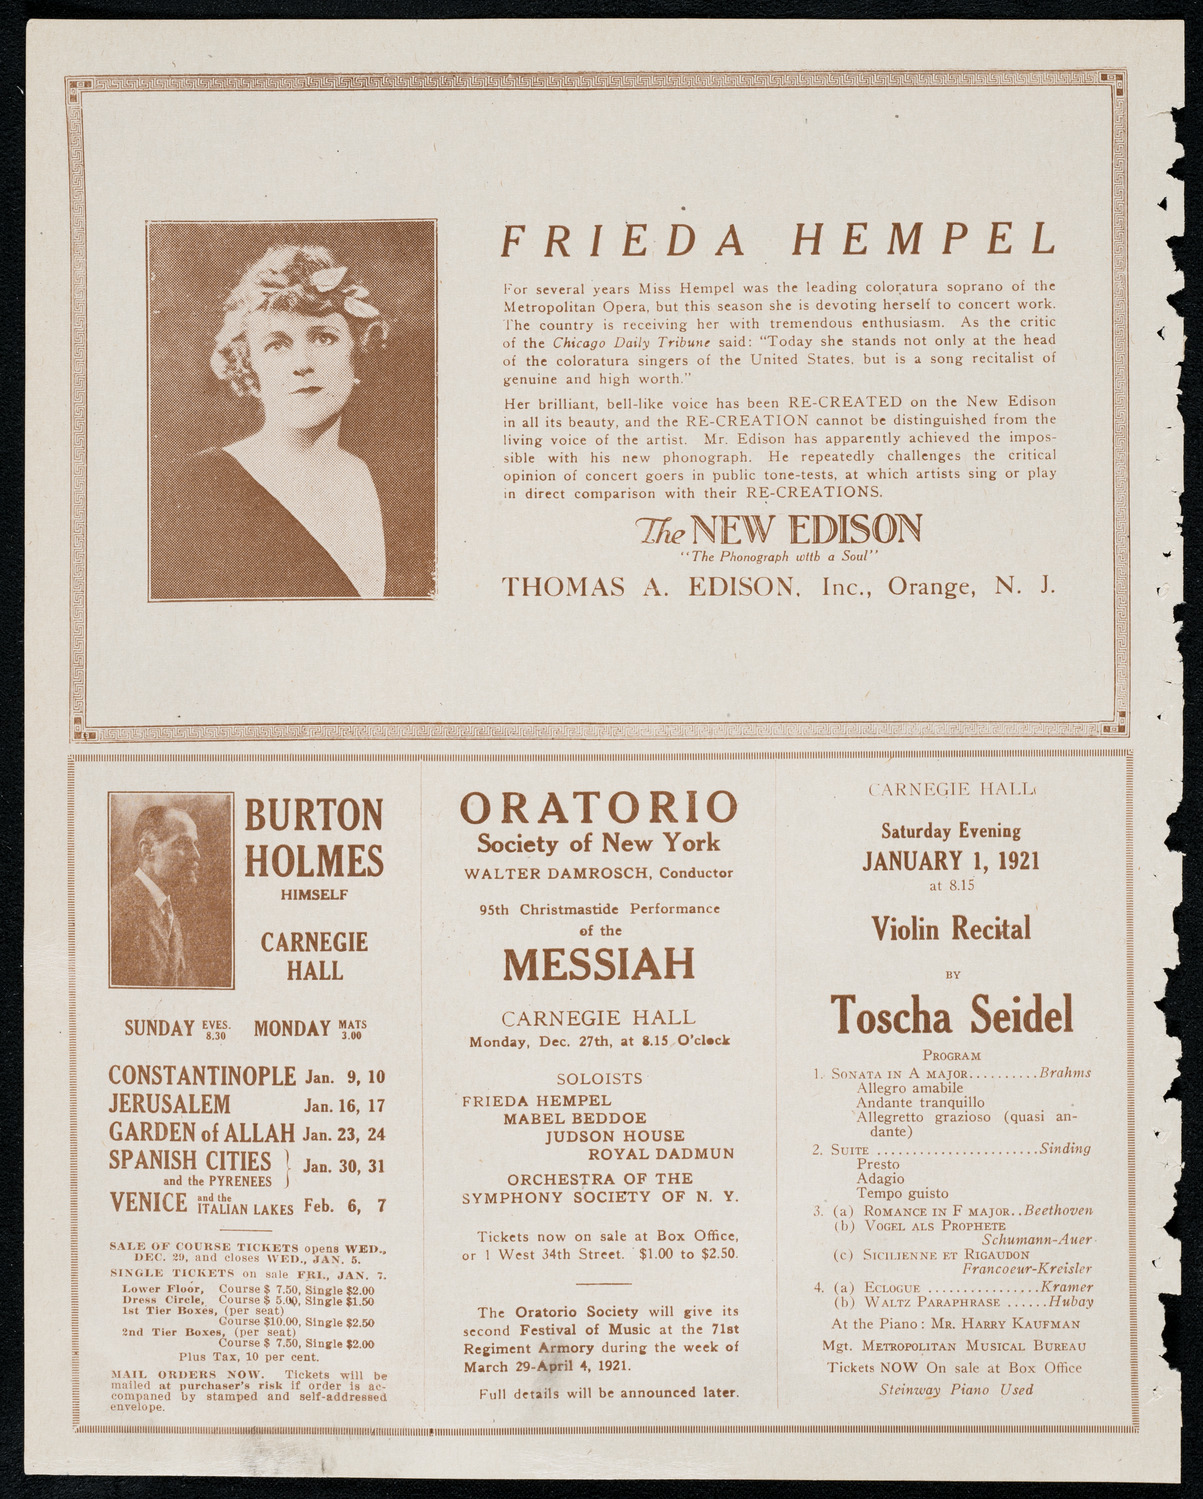 FRIEDA HEMPEL
For several years Miss Hempel was the leading coloratura soprano of the
Metropolitan Opera, but this season she is devoting herself to concert work.
The country is receiving her with tremendous enthusiasm. As the critic
of the Chicago Daily Tribune said: "Today she stands not only at the head
of the coloratura singers of the United States, but is a song recitalist of
genuine and high worth."
Her brilliant, bell-like voice has been RE-CREATED on the New Edison
in all its beauty, and the RE-CREATION cannot be distinguished from the
living voice of the artist. Mr. Edison has apparently achieved the impos-
sible with his new phonograph. He repeatedly challenges the critical
opinion of concert goers in public tone-tests, at which artists sing or play
in direct comparison with their RE-CREATIONS.
The NEW EDISON
"The Phonograph with a Soul"
THOMAS A. EDISON, Inc., Orange, N. J.
BURTON
HOLMES
HIMSELF
CARNEGIE
HALL
SUNDAY EVES. 8.30 MONDAY MATS 3.00
CONSTANTINOPLE Jan. 9, 10
JERUSALEM Jan. 16, 17
GARDEN of ALLAH Jan. 23, 24
SPANISH CITIES
and the PYRENEES } Jan. 30, 31
VENICE and the ITALIAN LAKES Feb. 6, 7
SALE OF COURSE TICKETS opens WED.,
DEC. 29, and closes WED., JAN. 5.
SINGLE TICKETS on sale FRI., JAN. 7.
Lower Floor, Course $ 7.50, Single $2.00
Dress Circle, Course $ 5.00, Single $1.50
1st Tier Boxes, (per seat)
Course $10.00, Single $2.50
2nd Tier Boxes, (per seat)
Course $ 7.50, Single $2.00
Plus Tax, 10 per cent.
MAIL ORDERS NOW. Tickets will be
mailed at purchaser's risk if order is ac-
companed by stamped and self-addressed
envelope.
ORATORIO
Society of New York
WALTER DAMROSCH, Conductor
95th Christmastide Performance
of the
MESSIAH
CARNEGIE HALL
Monday, Dec. 27th, at 8.15 O'clock
SOLOISTS
FRIEDA HEMPEL
MABEL BEDDOE
JUDSON HOUSE
ROYAL DADMUN
ORCHESTRA OF THE
SYMPHONY SOCIETY OF N. Y.
Tickets now on sale at Box Office,
or 1 West 34th Street. $1.00 to $2.50.
The Oratorio Society will give its
second Festival of Music at the 71st
Regiment Armory during the week of
March 29-April 4, 1921.
Full details will be announced later.
CARNEGIE HALL
Saturday Evening
JANUARY 1, 1921
at 8.15
Violin Recital
BY
Toscha Seidel
PROGRAM
1. SONATA IN A MAJOR..........Brahms
Allegro amabile
Andante tranquillo
Allegretto grazioso (quasi an-
dante)
2. SUITE ........................Sinding
Presto
Adagio
Tempo guisto
3. (a) ROMANCE IN F MAJOR..Beethoven
(b) VOGEL ALS PROPHETE
Schumann-Auer
(c) SICILIENNE ET RIGAUDON
Francoeur-Kreisler
4. (a) ECLOGUE ................Kramer
(b) WALTZ PARAPHRASE ......Hubay
At the Piano: MR. HARRY KAUFMAN
Mgt. METROPOLITAN MUSICAL BUREAU
Tickets NOW On sale at Box Office
Steinway Piano Used